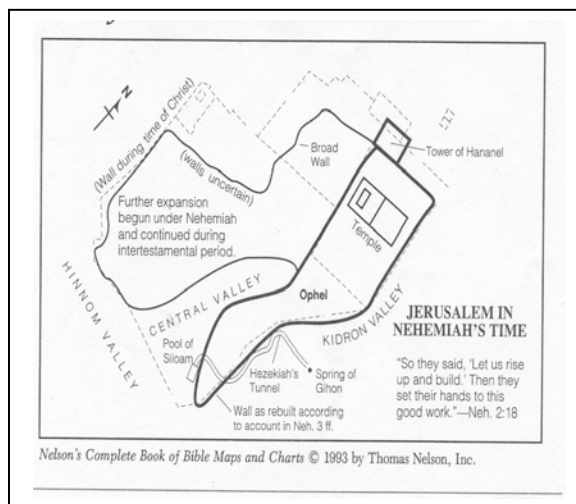 N
(Wall during time of Christ)
(walls uncertain)
Broad
Wall
Tower of Hananel
Further expansion
begun under Nehemiah
and continued during
intertestamental period.
Temple
HINNOM VALLEY
CENTRAL VALLEY
Ophel
KIDRON VALLEY
Pool of
Siloam
Hezekiah's
Tunnel
Spring of
Gihon
Wall as rebuilt according
to account in Neh. 3 ff.
JERUSALEM IN
NEHEMIAH'S TIME
"So they said, 'Let us rise
up and build.' Then they
set their hands to this
good work."—Neh. 2:18
Nelson's Complete Book of Bible Maps and Charts © 1993 by Thomas Nelson, Inc.